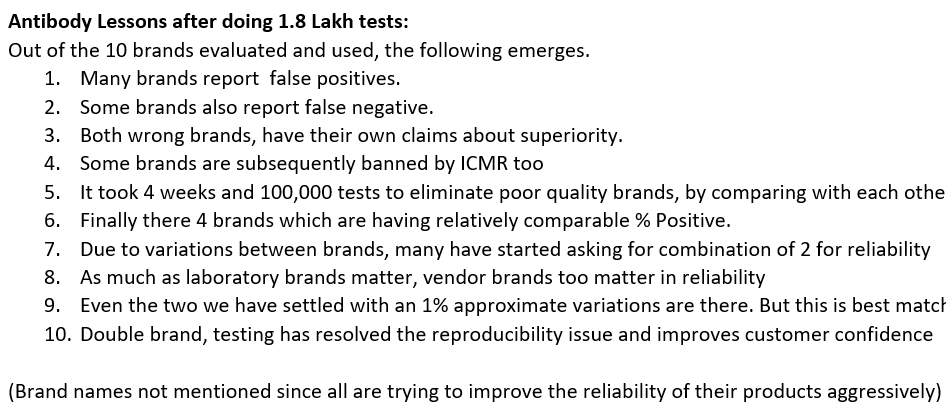 Antibody Lessons after doing 1.8 Lakh tests:
Out of the 10 brands evaluated and used, the following emerges.
1. Many brands report  false positives.
2. Some brands also report false negative.
3. Both wrong brands, have their own claims about superiority.
4. Some brands are subsequently banned by ICMR too
5. It took 4 weeks and 100,000 tests to eliminate poor quality brands, by comparing with each othe
6. Finally there 4 brands which are having relatively comparable % Positive.
7. Due to variations between brands, many have started asking for combination of 2 for reliability
8. As much as laboratory brands matter, vendor brands too matter in reliability
9. Even the two we have settled with an 1% approximate variations are there. But this is best match
10. Double brand, testing has resolved the reproducibility issue and improves customer confidence
(Brand names not mentioned since all are trying to improve the reliability of their products aggressively)